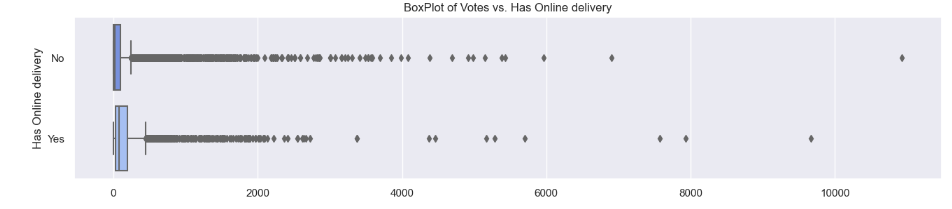 BoxPlot of Votes vs. Has Online delivery
Has Online delivery
No
Yes
0 2000 4000 6000 8000 10000